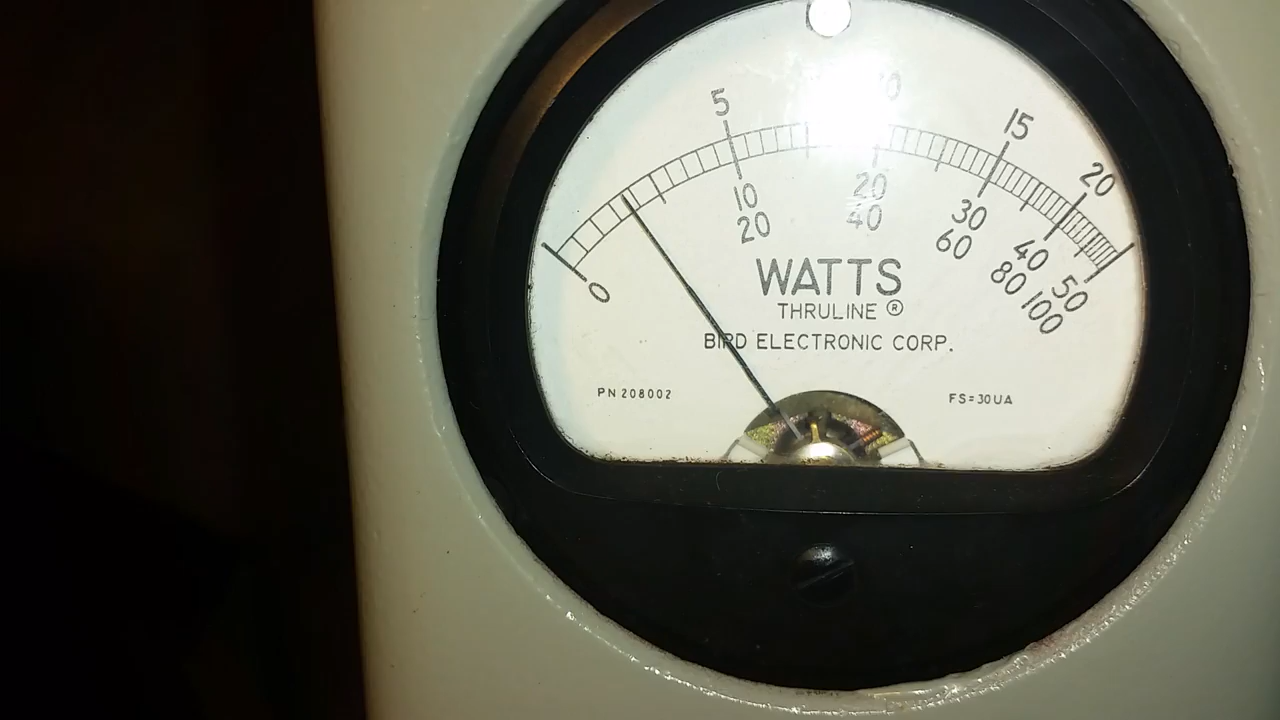 5 0 15 20
10 20 30 40 50
20 40 60 80 100
0
WATTS
THRULINE ®
BIRD ELECTRONIC CORP.
PN 208002 FS=30UA